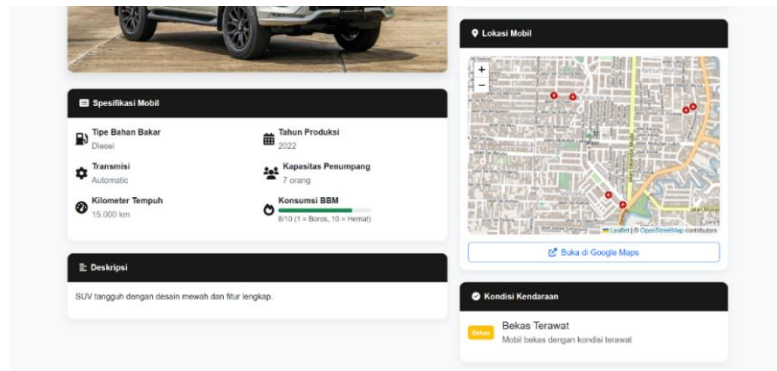 Spesifikasi Mobil
Tipe Bahan Bakar
Diesel
Tahun Produksi
2022
Transmisi
Automatic
Kapasitas Penumpang
7 orang
Kilometer Tempuh
15.000 km
Konsumsi BBM
8/10 (1 = Boros, 10 = Hemat)
Deskripsi
SUV tangguh dengan desain mewah dan fitur lengkap.
Lokasi Mobil
+
−
Leaflet | © OpenStreetMap contributors
Buka di Google Maps
Kondisi Kendaraan
Bekas
Bekas Terawat
Mobil bekas dengan kondisi terawat